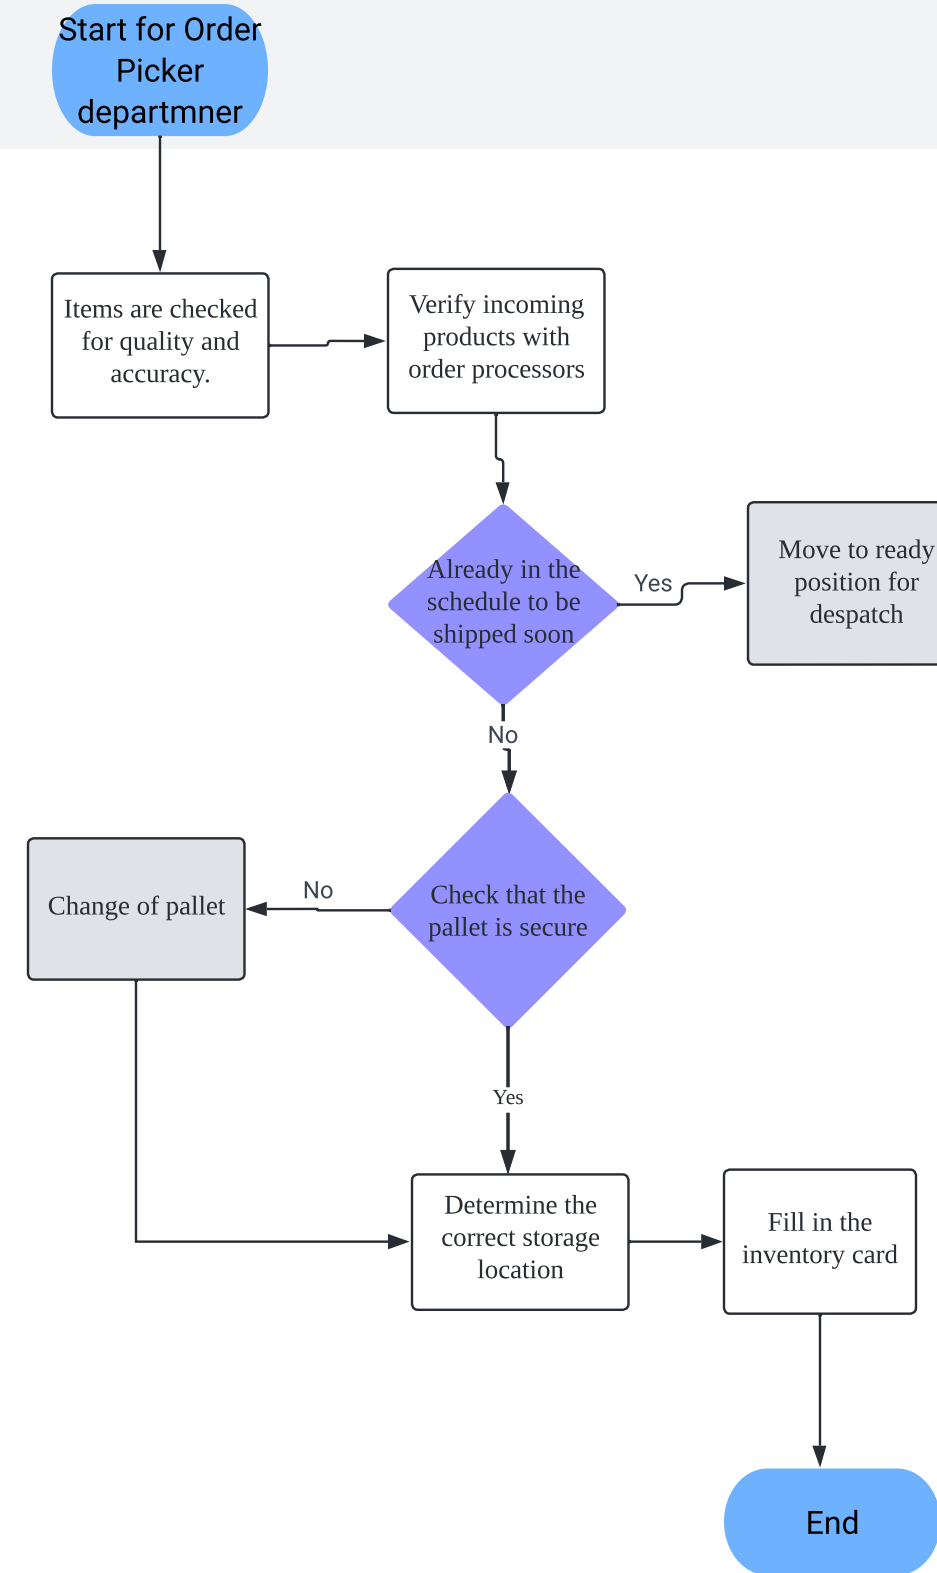 Start for Order
Picker
departmner
Items are checked
for quality and
accuracy.
Verify incoming
products with
order processors
Already in the
schedule to be
shipped soon
Yes
Move to ready
position for
despatch
No
Check that the
pallet is secure
No
Change of pallet
Yes
Determine the
correct storage
location
Fill in the
inventory card
End